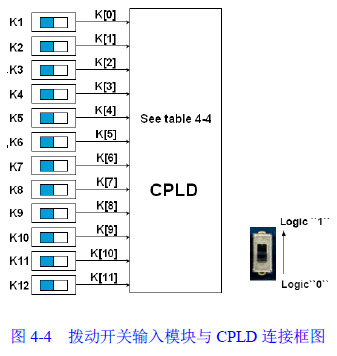 K1 K[0]
K2 K[1]
K3 K[2]
K4 K[3]
K5 K[4]
K6 K[5]
K7 K[6]
K8 K[7]
K9 K[8]
K10 K[9]
K11 K[10]
K12 K[11]
See table 4-4
CPLD
Logic ``1``
Logic``0``
图 4-4 拨动开关输入模块与 CPLD 连接框图